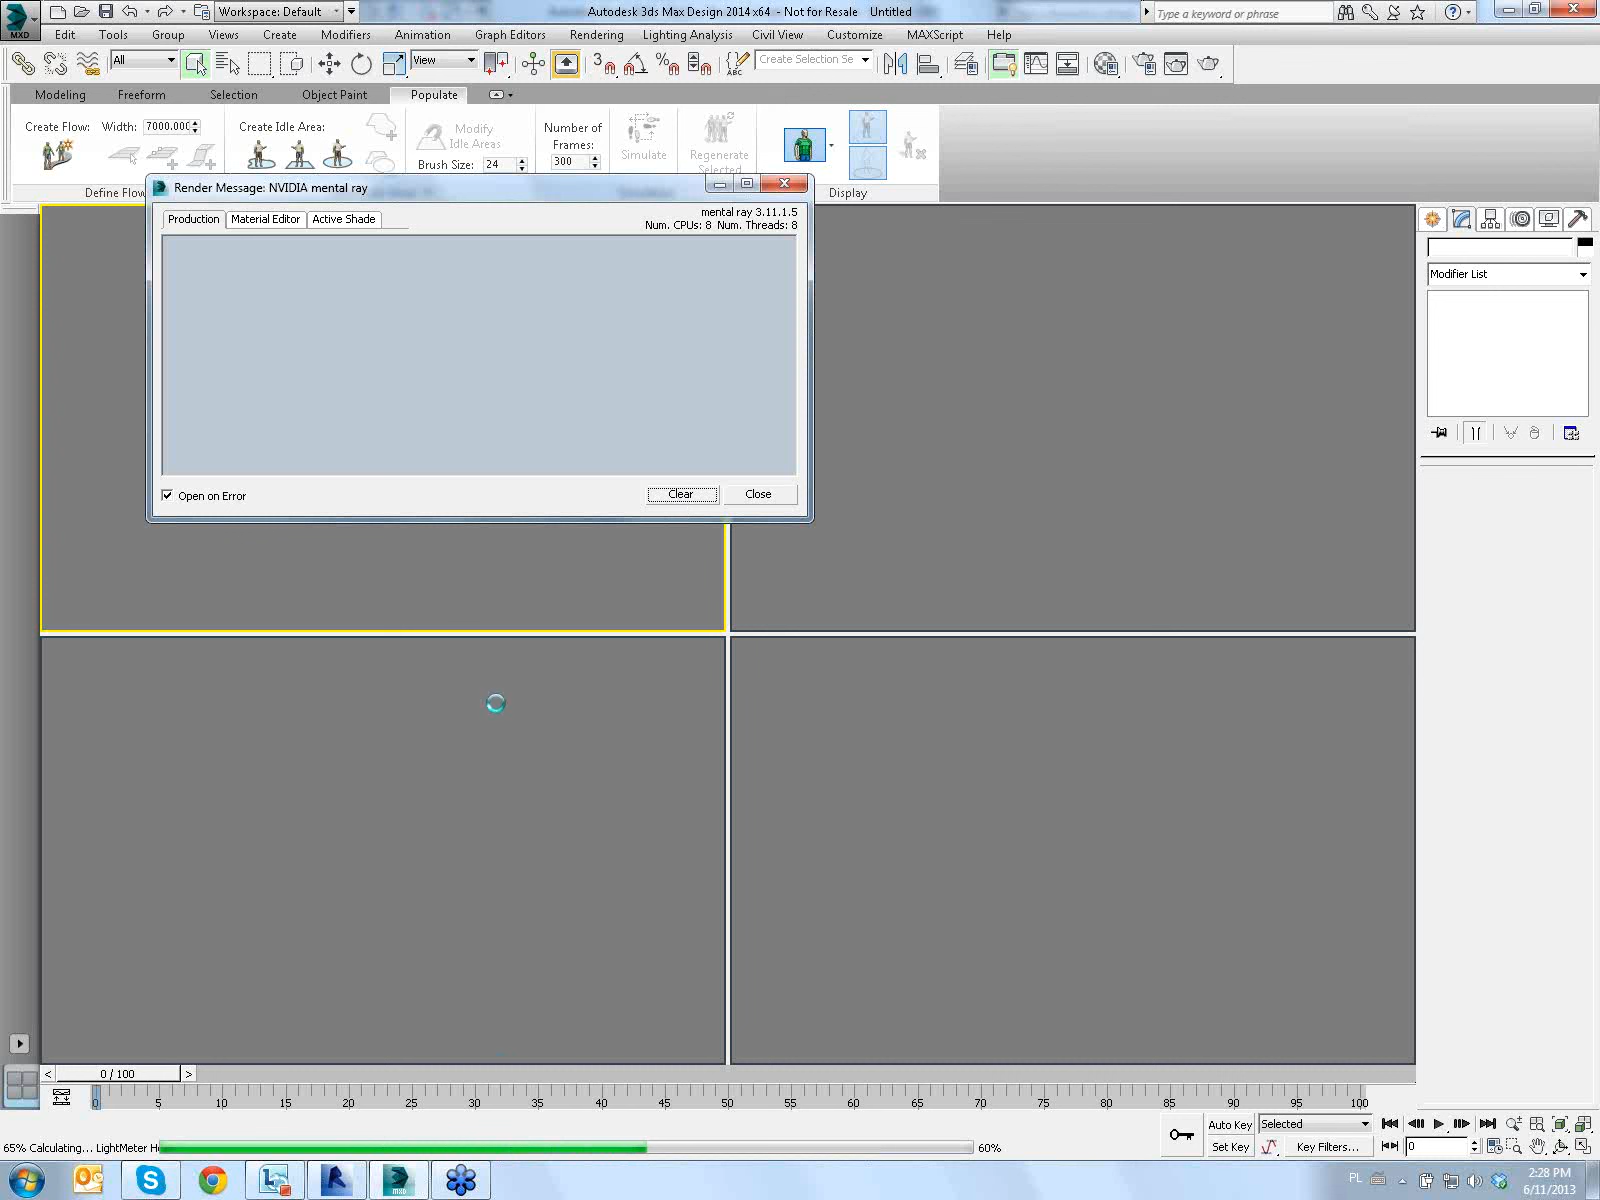 Workspace: Default
Autodesk 3ds Max Design 2014 x64 - Not for Resale Untitled
Type a keyword or phrase
MXD
Edit Tools Group Views Create Modifiers Animation Graph Editors Rendering Lighting Analysis Civil View Customize MAXScript Help
All
View
3
ABC
Create Selection Se
Modeling Freeform Selection Object Paint Populate
Create Flow: Width: 7000.000
Create Idle Area:
Modify
Idle Areas
Brush Size: 24
Number of
Frames:
300
Simulate
Regenerate
Selected
Define Flow
Display
Render Message: NVIDIA mental ray
Production Material Editor Active Shade
mental ray 3.11.1.5
Num. CPUs: 8 Num. Threads: 8
Open on Error
Clear Close
Modifier List
0 / 100
0 5 10 15 20 25 30 35 40 45 50 55 60 65 70 75 80 85 90 95 100
Auto Key Selected
Set Key Key Filters...
0
65% Calculating... LightMeter He
60%
PL
2:28 PM
6/11/2013